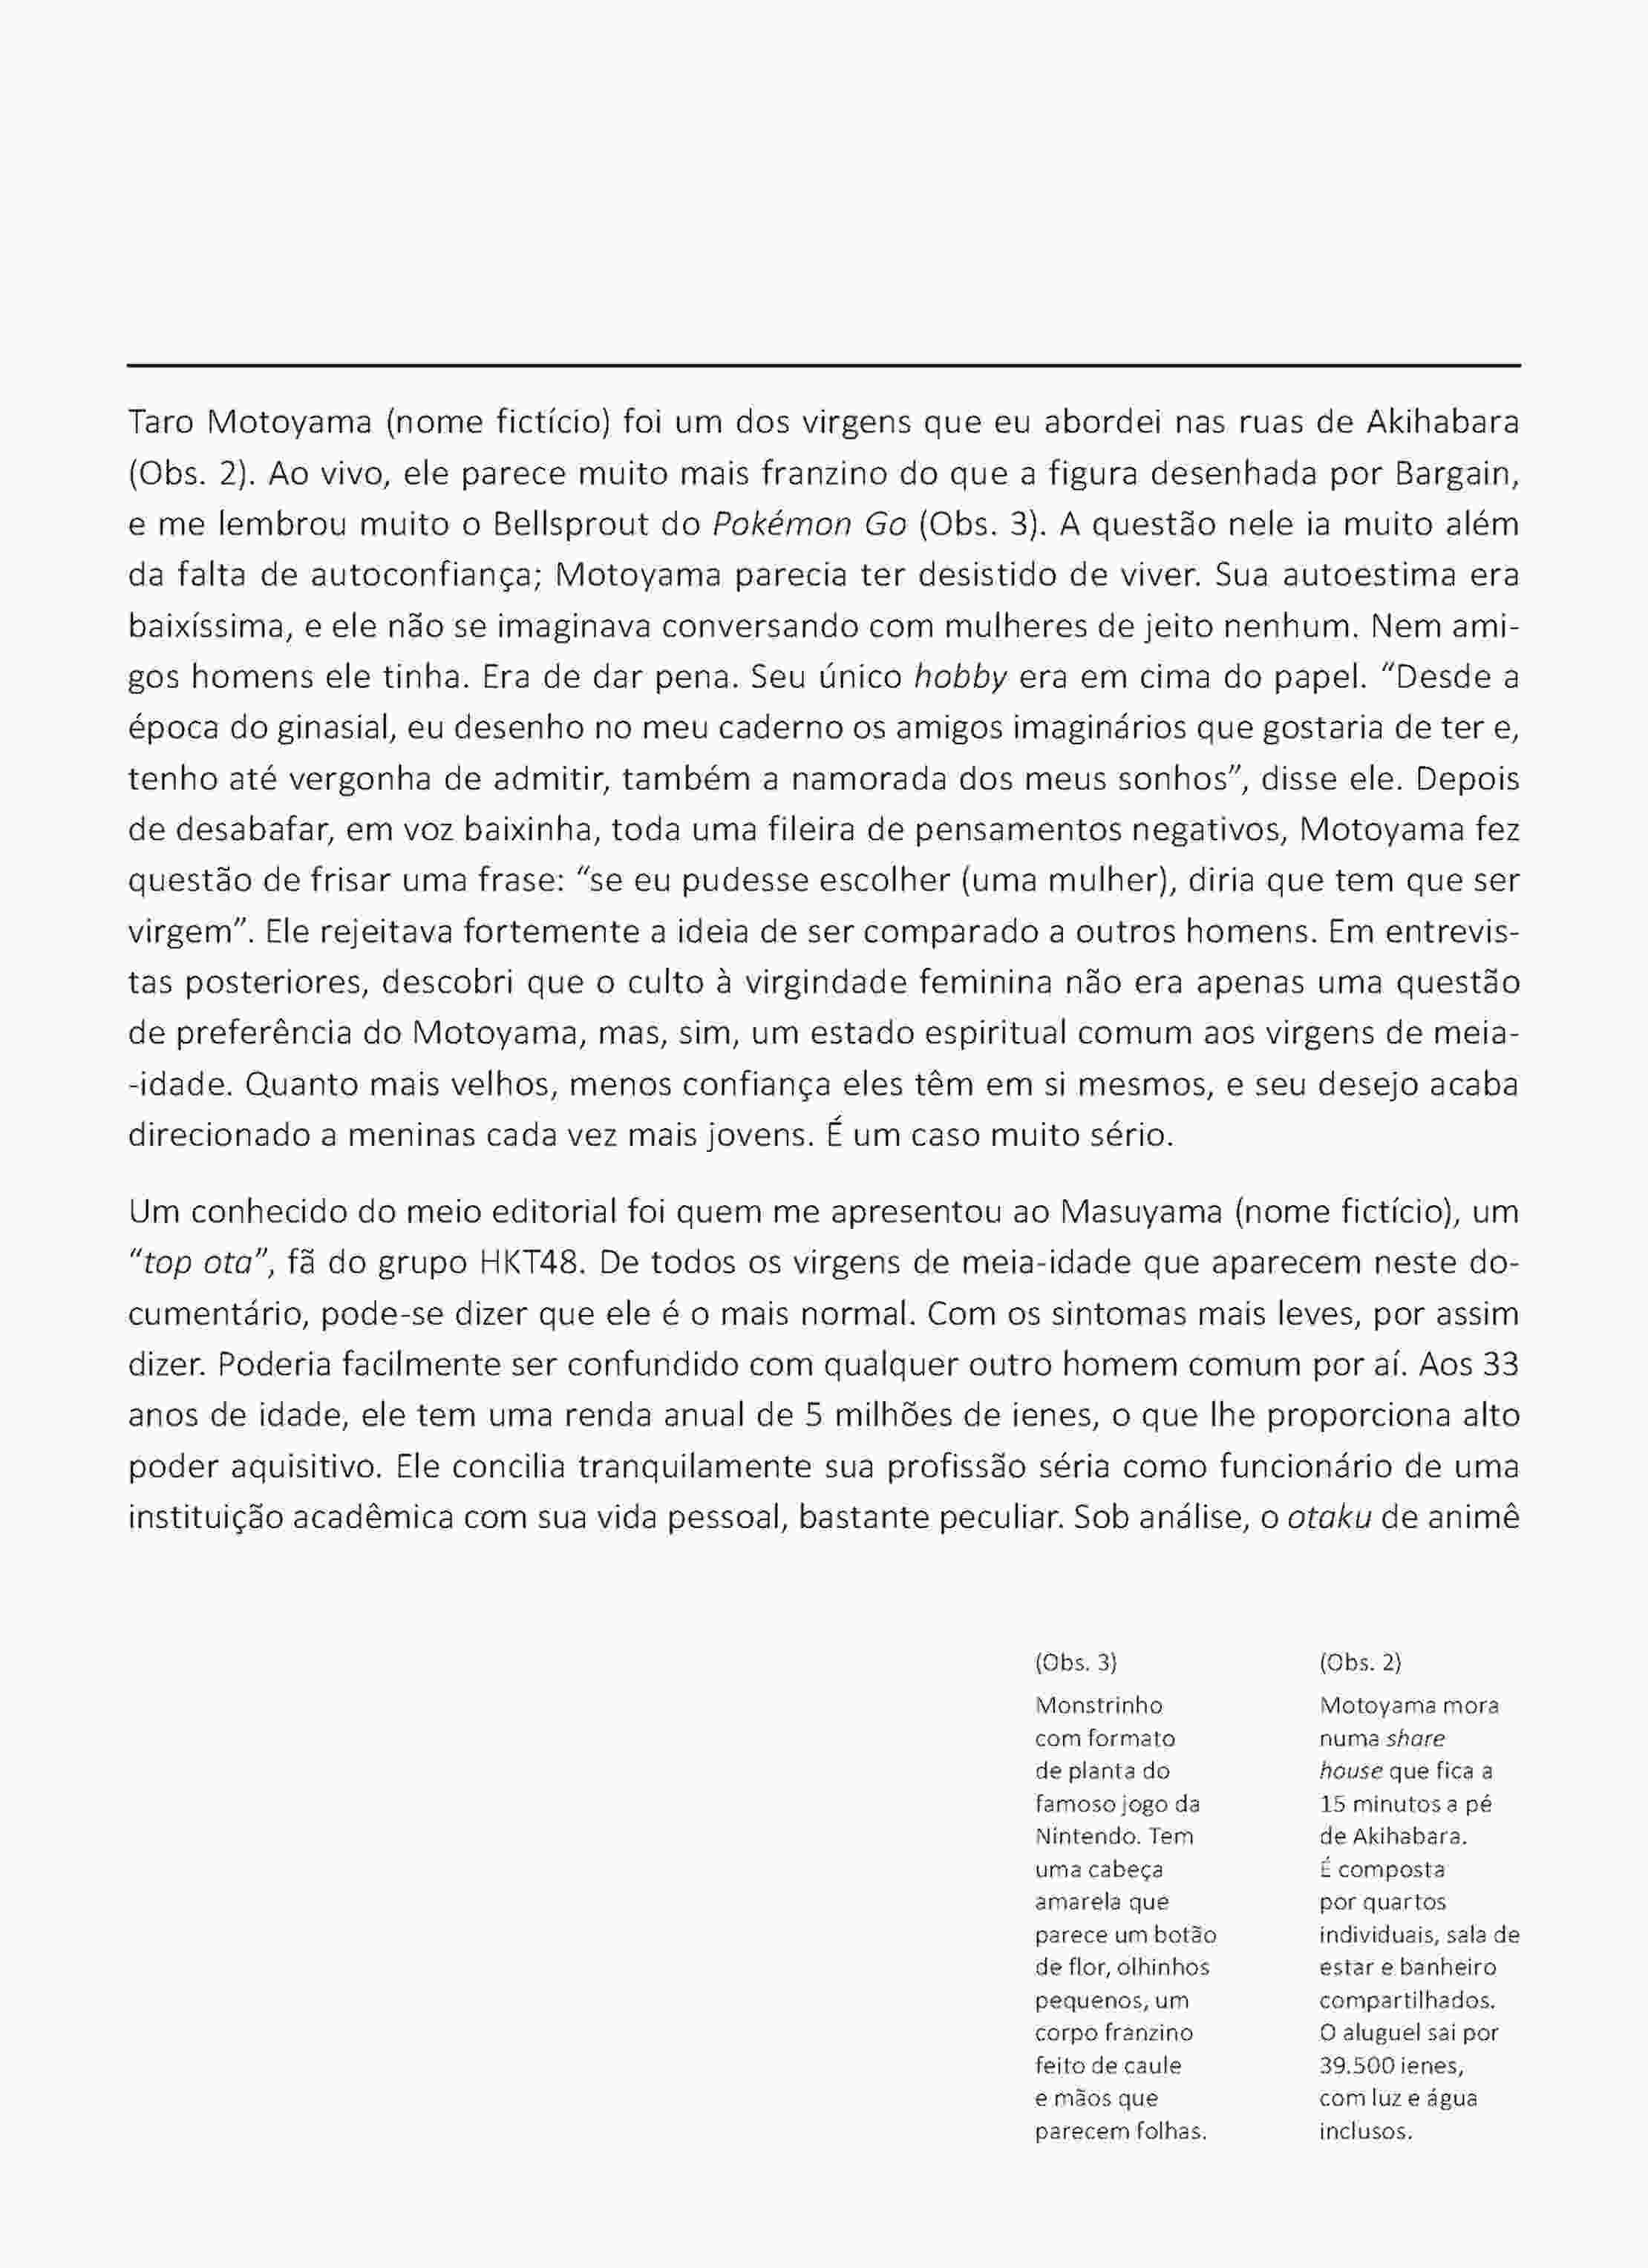 Taro Motoyama (nome fictício) foi um dos virgens que eu abordei nas ruas de Akihabara
(Obs. 2). Ao vivo, ele parece muito mais franzino do que a figura desenhada por Bargain,
e me lembrou muito o Bellsprout do Pokémon Go (Obs. 3). A questão nele ia muito além
da falta de autoconfiança; Motoyama parecia ter desistido de viver. Sua autoestima era
baixíssima, e ele não se imaginava conversando com mulheres de jeito nenhum. Nem ami-
gos homens ele tinha. Era de dar pena. Seu único hobby era em cima do papel. “Desde a
época do ginasial, eu desenho no meu caderno os amigos imaginários que gostaria de ter e,
tenho até vergonha de admitir, também a namorada dos meus sonhos”, disse ele. Depois
de desabafar, em voz baixinha, toda uma fileira de pensamentos negativos, Motoyama fez
questão de frisar uma frase: “se eu pudesse escolher (uma mulher), diria que tem que ser
virgem”. Ele rejeitava fortemente a ideia de ser comparado a outros homens. Em entrevis-
tas posteriores, descobri que o culto à virgindade feminina não era apenas uma questão
de preferência do Motoyama, mas, sim, um estado espiritual comum aos virgens de meia-
-idade. Quanto mais velhos, menos confiança eles têm em si mesmos, e seu desejo acaba
direcionado a meninas cada vez mais jovens. É um caso muito sério.
Um conhecido do meio editorial foi quem me apresentou ao Masuyama (nome fictício), um
“top ota”, fã do grupo HKT48. De todos os virgens de meia-idade que aparecem neste do-
cumentário, pode-se dizer que ele é o mais normal. Com os sintomas mais leves, por assim
dizer. Poderia facilmente ser confundido com qualquer outro homem comum por aí. Aos 33
anos de idade, ele tem uma renda anual de 5 milhões de ienes, o que lhe proporciona alto
poder aquisitivo. Ele concilia tranquilamente sua profissão séria como funcionário de uma
instituição acadêmica com sua vida pessoal, bastante peculiar. Sob análise, o otaku de animê
(Obs. 3)
Monstrinho
com formato
de planta do
famoso jogo da
Nintendo. Tem
uma cabeça
amarela que
parece um botão
de flor, olhinhos
pequenos, um
corpo franzino
feito de caule
e mãos que
parecem folhas.
(Obs. 2)
Motoyama mora
numa share
house que fica a
15 minutos a pé
de Akihabara.
É composta
por quartos
individuais, sala de
estar e banheiro
compartilhados.
O aluguel sai por
39.500 ienes,
com luz e água
inclusos.